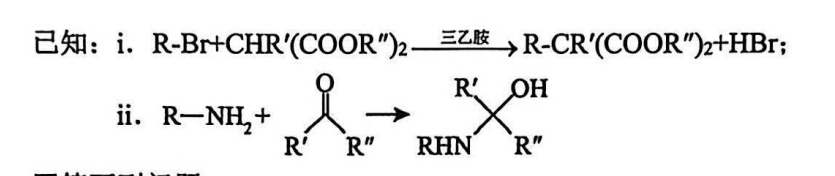 已知：i. R-Br+CHR′(COOR″)₂ 三乙胺 → R-CR′(COOR″)₂+HBr;
ii. R—NH₂+ O R′ R″ → R′ OH RHN R″